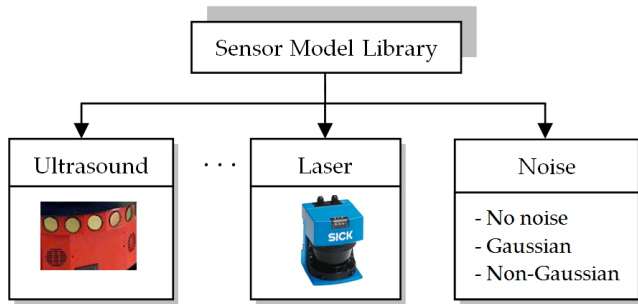 Sensor Model Library
Ultrasound
. . .
Laser
Noise
SICK
- No noise
- Gaussian
- Non-Gaussian